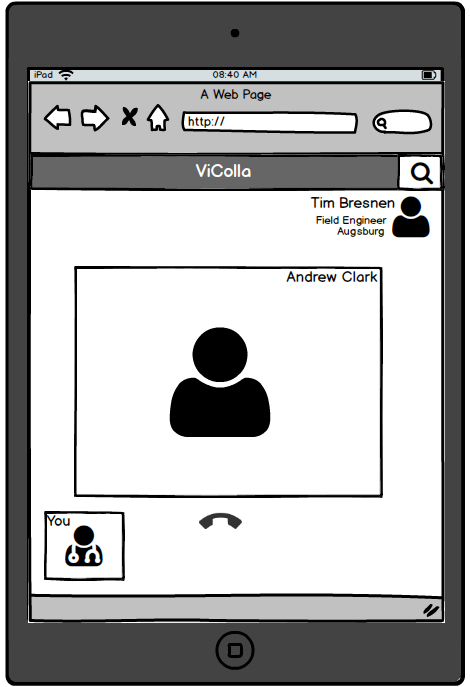 iPad 08:40 AM
A Web Page
http://
ViColla
Tim Bresnen
Field Engineer
Augsburg
Andrew Clark
You